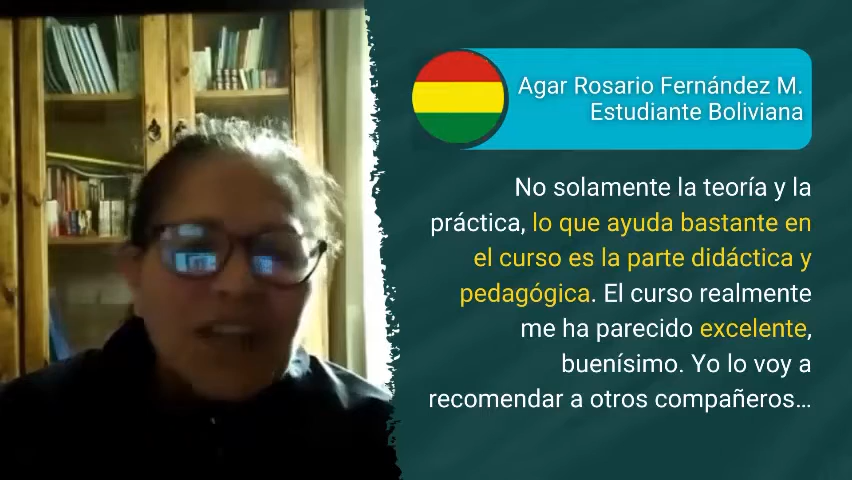 Agar Rosario Fernández M.
Estudiante Boliviana
No solamente la teoría y la
práctica, lo que ayuda bastante en
el curso es la parte didáctica y
pedagógica. El curso realmente
me ha parecido excelente,
buenísimo. Yo lo voy a
recomendar a otros compañeros...